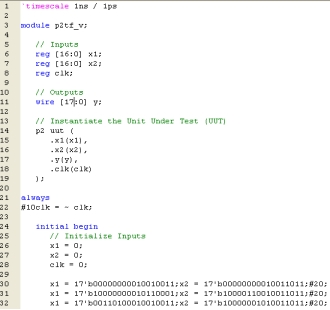 1 `timescale 1ns / 1ps
2
3 module p2tf_v;
4
5 // Inputs
6 reg [16:0] x1;
7 reg [16:0] x2;
8 reg clk;
9
10 // Outputs
11 wire [17:0] y;
12
13 // Instantiate the Unit Under Test (UUT)
14 p2 uut (
15 .x1(x1),
16 .x2(x2),
17 .y(y),
18 .clk(clk)
19 );
20
21 always
22 #10clk = ~ clk;
23
24 initial begin
25 // Initialize Inputs
26 x1 = 0;
27 x2 = 0;
28 clk = 0;
29
30 x1 = 17'b00000000010010011;x2 = 17'b00000000010011011;#20;
31 x1 = 17'b10000000010110001;x2 = 17'b10000110010011011;#20;
32 x1 = 17'b00110100010010011;x2 = 17'b10000001010010011;#20;